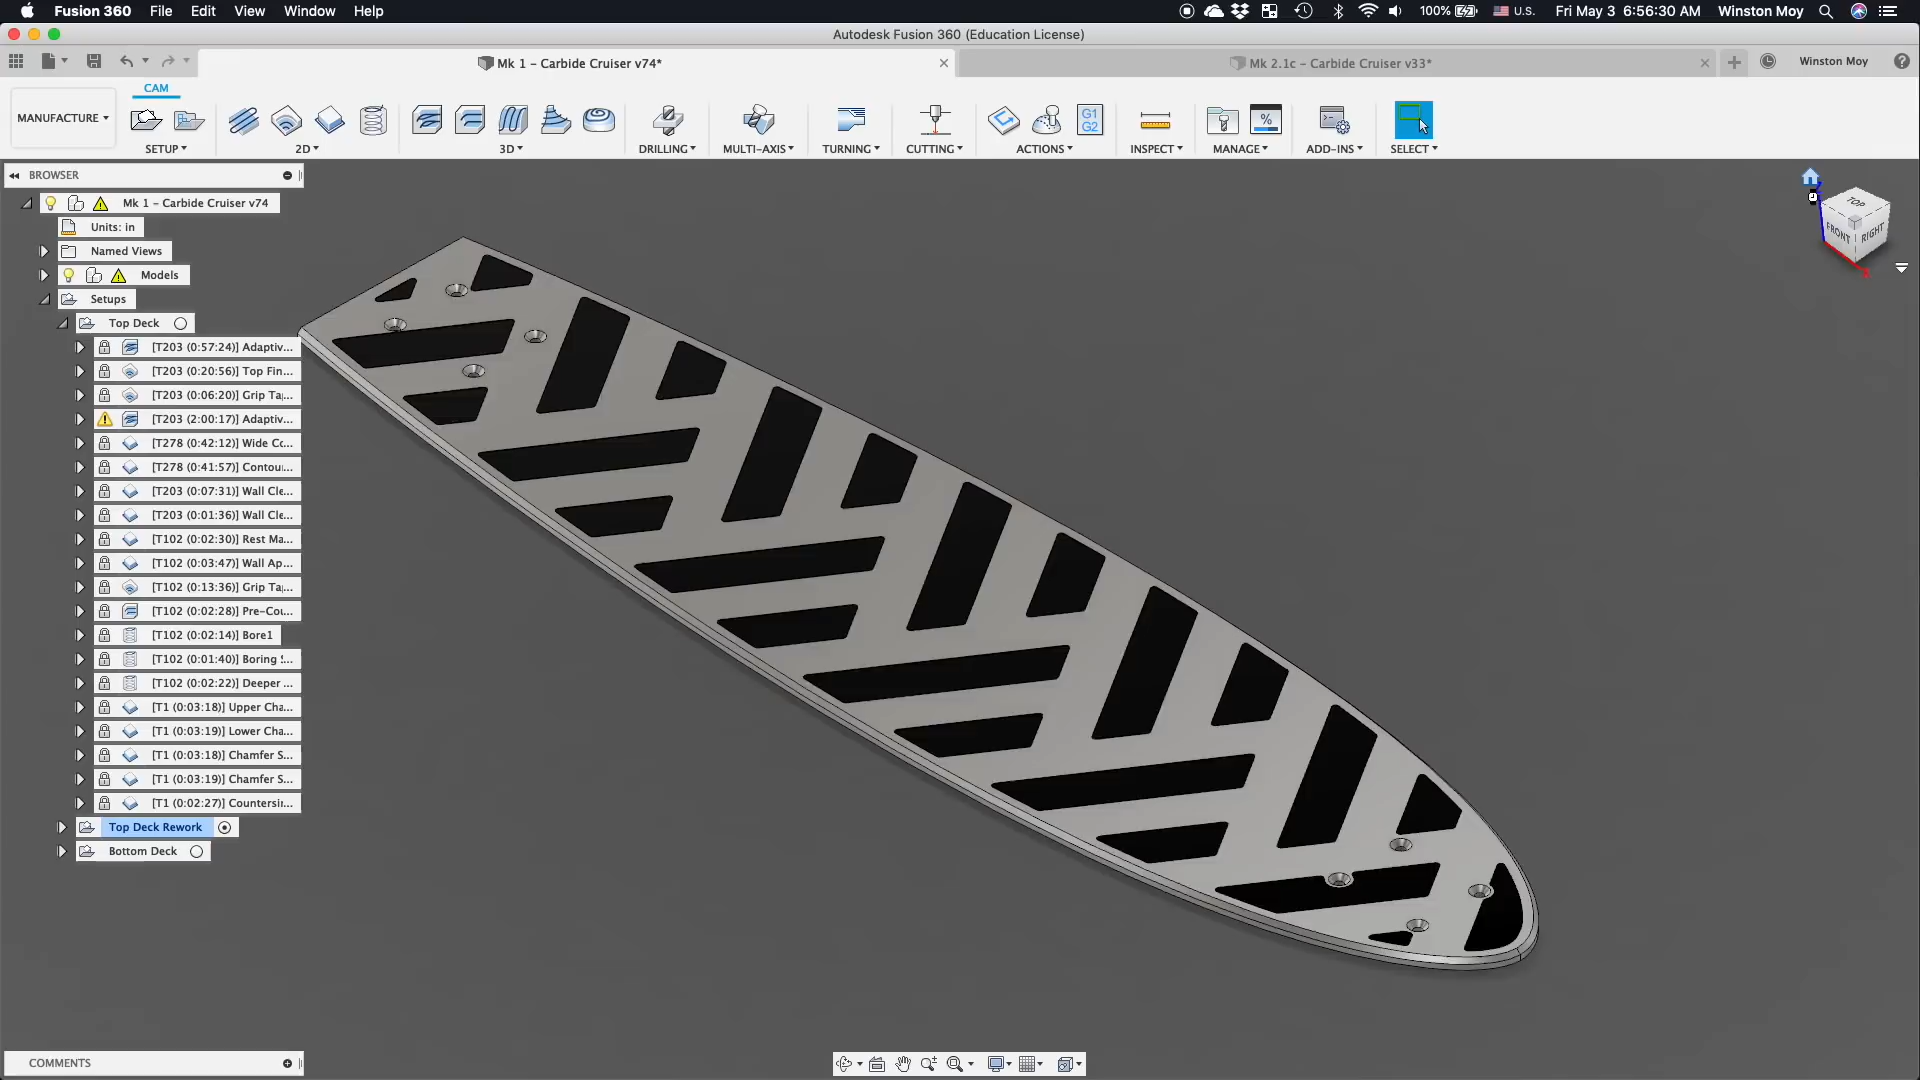 Fusion 360 File Edit View Window Help 100% U.S. Fri May 3 6:56:30 AM Winston Moy
Autodesk Fusion 360 (Education License)
Mk 1 – Carbide Cruiser v74* Mk 2.1c – Carbide Cruiser v33* Winston Moy
CAM
MANUFACTURE G1 G2 %
SETUP 2D 3D DRILLING MULTI-AXIS TURNING CUTTING ACTIONS INSPECT MANAGE ADD-INS SELECT
BROWSER
Mk 1 – Carbide Cruiser v74
TOP
FRONT RIGHT
X
Units: in
Named Views
Models
Setups
Top Deck
[T203 (0:57:24)] Adaptiv...
[T203 (0:20:56)] Top Fin...
[T203 (0:06:20)] Grip Ta...
[T203 (2:00:17)] Adaptiv...
[T278 (0:42:12)] Wide Co...
[T278 (0:41:57)] Contou...
[T203 (0:07:31)] Wall Cle...
[T203 (0:01:36)] Wall Cle...
[T102 (0:02:30)] Rest Ma...
[T102 (0:03:47)] Wall Ap...
[T102 (0:13:36)] Grip Ta...
[T102 (0:02:28)] Pre-Cou...
[T102 (0:02:14)] Bore1
[T102 (0:01:40)] Boring S...
[T102 (0:02:22)] Deeper ...
[T1 (0:03:18)] Upper Cha...
[T1 (0:03:19)] Lower Cha...
[T1 (0:03:18)] Chamfer S...
[T1 (0:03:19)] Chamfer S...
[T1 (0:02:27)] Countersi...
Top Deck Rework
Bottom Deck
COMMENTS